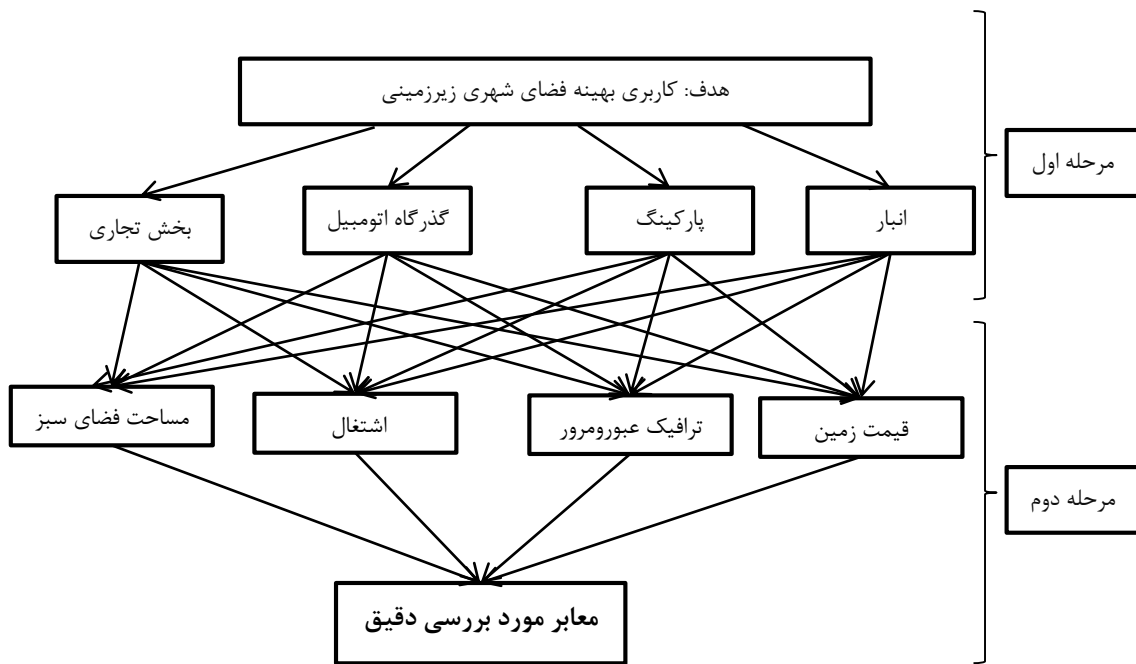 هدف: کاربری بهینه فضای شهری زیرزمینی
مرحله اول
انبار
پارکینگ
گذرگاه اتومبیل
بخش تجاری
قیمت زمین
ترافیک عبورومرور
اشتغال
مساحت فضای سبز
مرحله دوم
معابر مورد بررسی دقیق